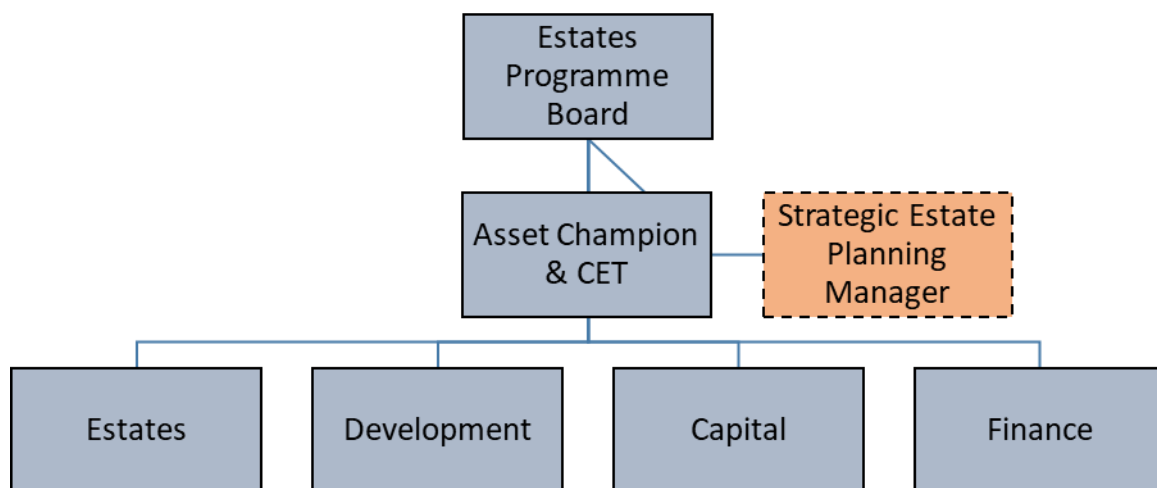 Estates
Programme
Board
Asset Champion
& CET
Strategic Estate
Planning
Manager
Estates
Development
Capital
Finance